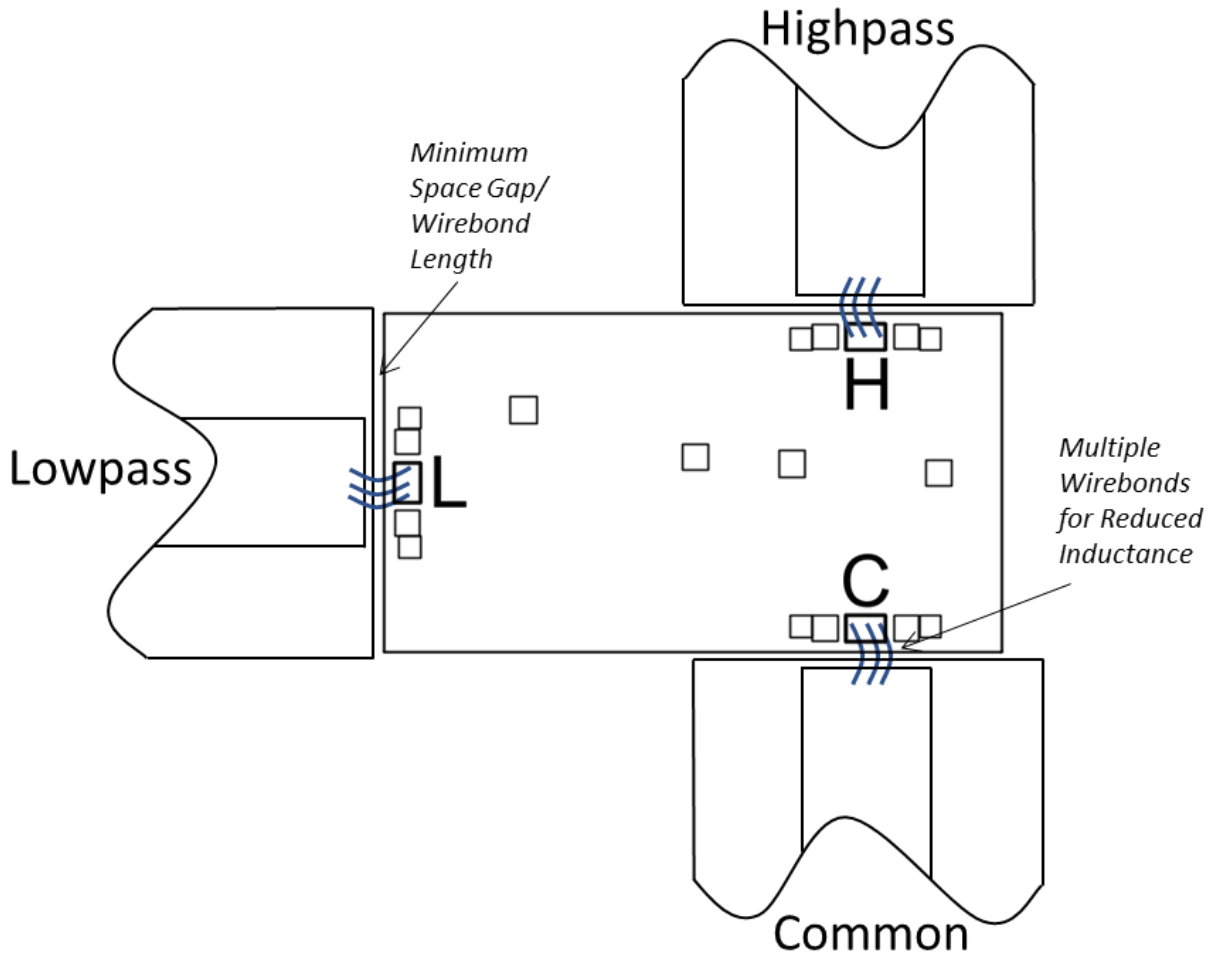 Highpass
Minimum
Space Gap/
Wirebond
Length
H
Lowpass
L
Multiple
Wirebonds
for Reduced
Inductance
C
Common